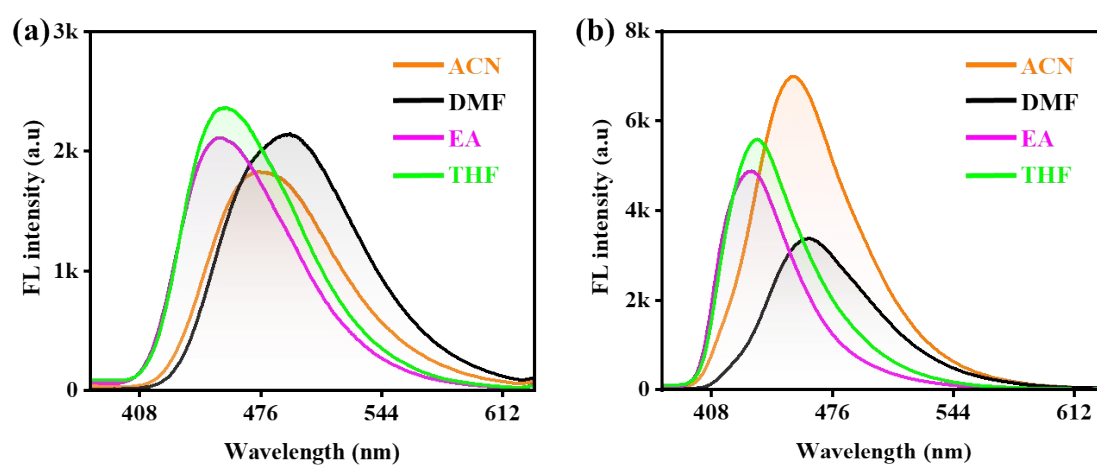 (a)
3k
2k
1k
0
FL intensity (a.u)
ACN
DMF
EA
THF
408 476 544 612
Wavelength (nm)
(b)
8k
6k
4k
2k
0
FL intensity (a.u)
ACN
DMF
EA
THF
408 476 544 612
Wavelength (nm)